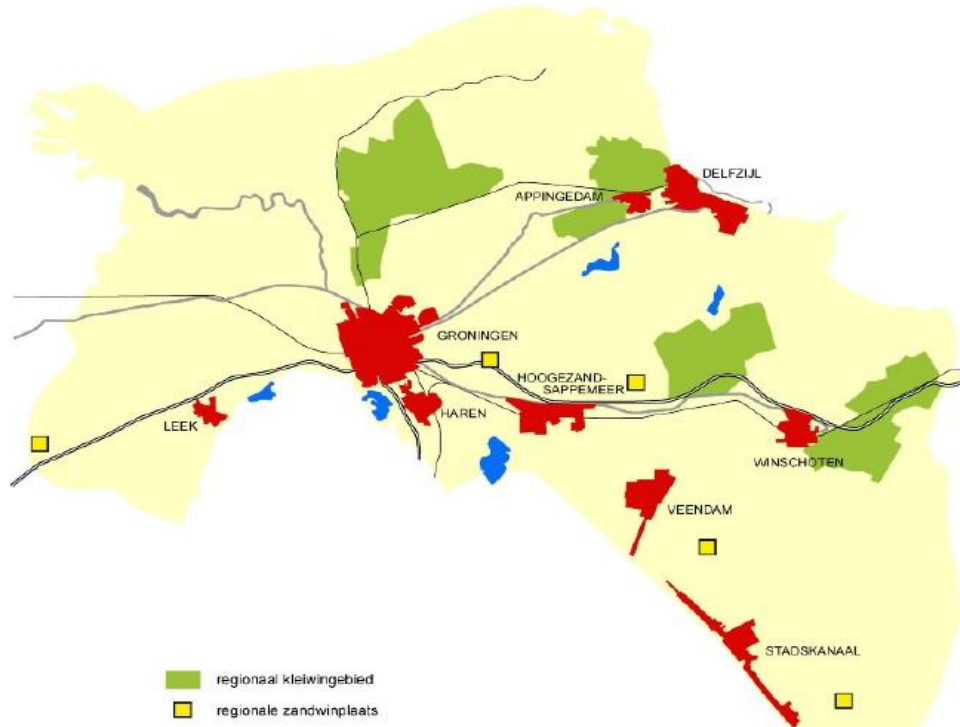 DELFZIJL
APPINGEDAM
GRONINGEN
HOOGEZAND-
SAPPEMEER
HAREN
LEEK
WINSCHOTEN
VEENDAM
STADSKANAAL
regionaal kleiwingebied
regionale zandwinplaats